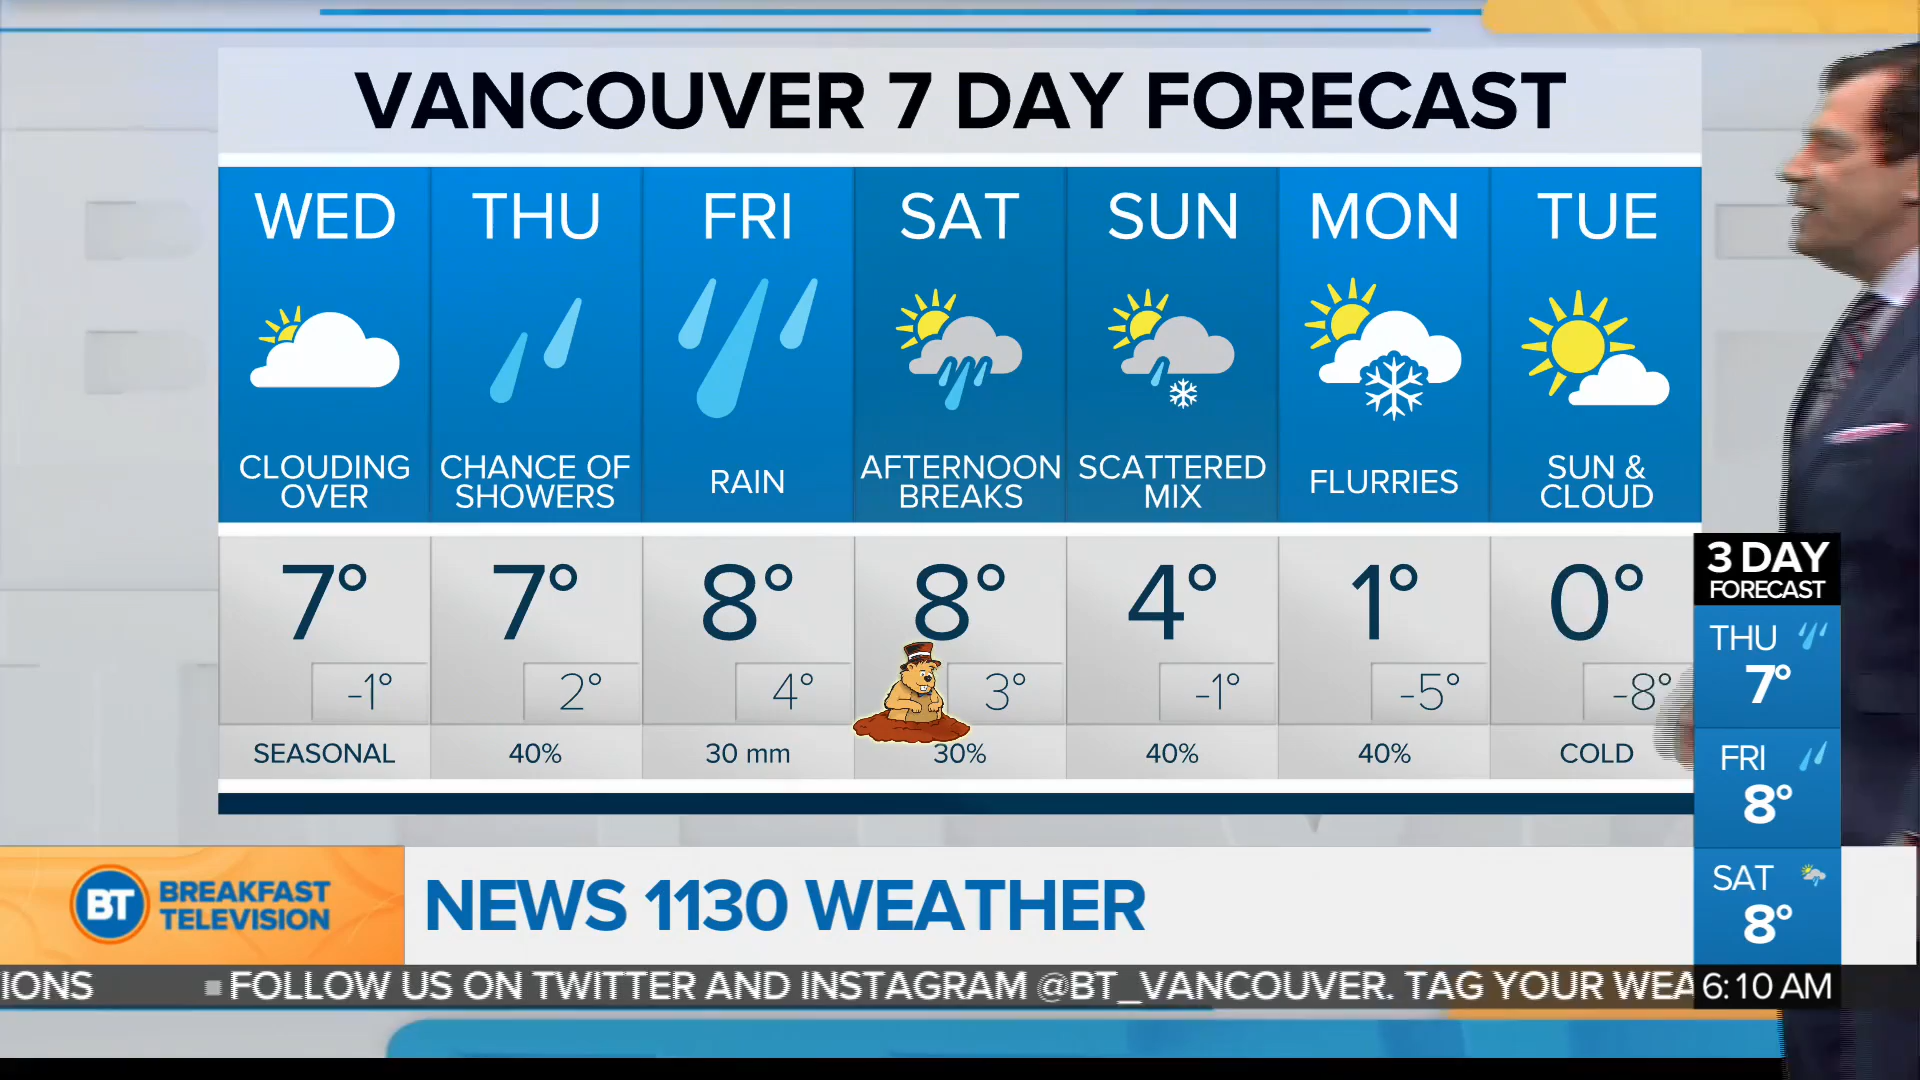 VANCOUVER 7 DAY FORECAST
WED THU FRI SAT SUN MON TUE
CLOUDING OVER
CHANCE OF SHOWERS
RAIN
AFTERNOON BREAKS
SCATTERED MIX
FLURRIES
SUN & CLOUD
7° 7° 8° 8° 4° 1° 0°
-1° 2° 4° 3° -1° -5° -8°
SEASONAL 40% 30 mm 30% 40% 40% COLD
3 DAY
FORECAST
THU
7°
FRI
8°
SAT
8°
BT BREAKFAST
TELEVISION
NEWS 1130 WEATHER
IONS ▪ FOLLOW US ON TWITTER AND INSTAGRAM @BT_VANCOUVER. TAG YOUR WEA
6:10 AM